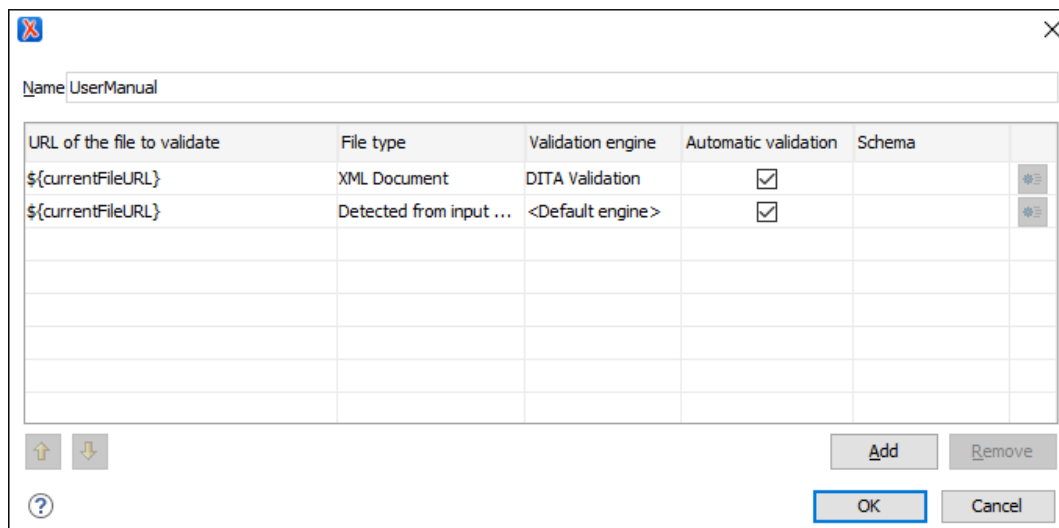 Name UserManual
URL of the file to validate File type Validation engine Automatic validation Schema
${currentFileURL} XML Document DITA Validation
${currentFileURL} Detected from input ... <Default engine>
Add Remove
? OK Cancel